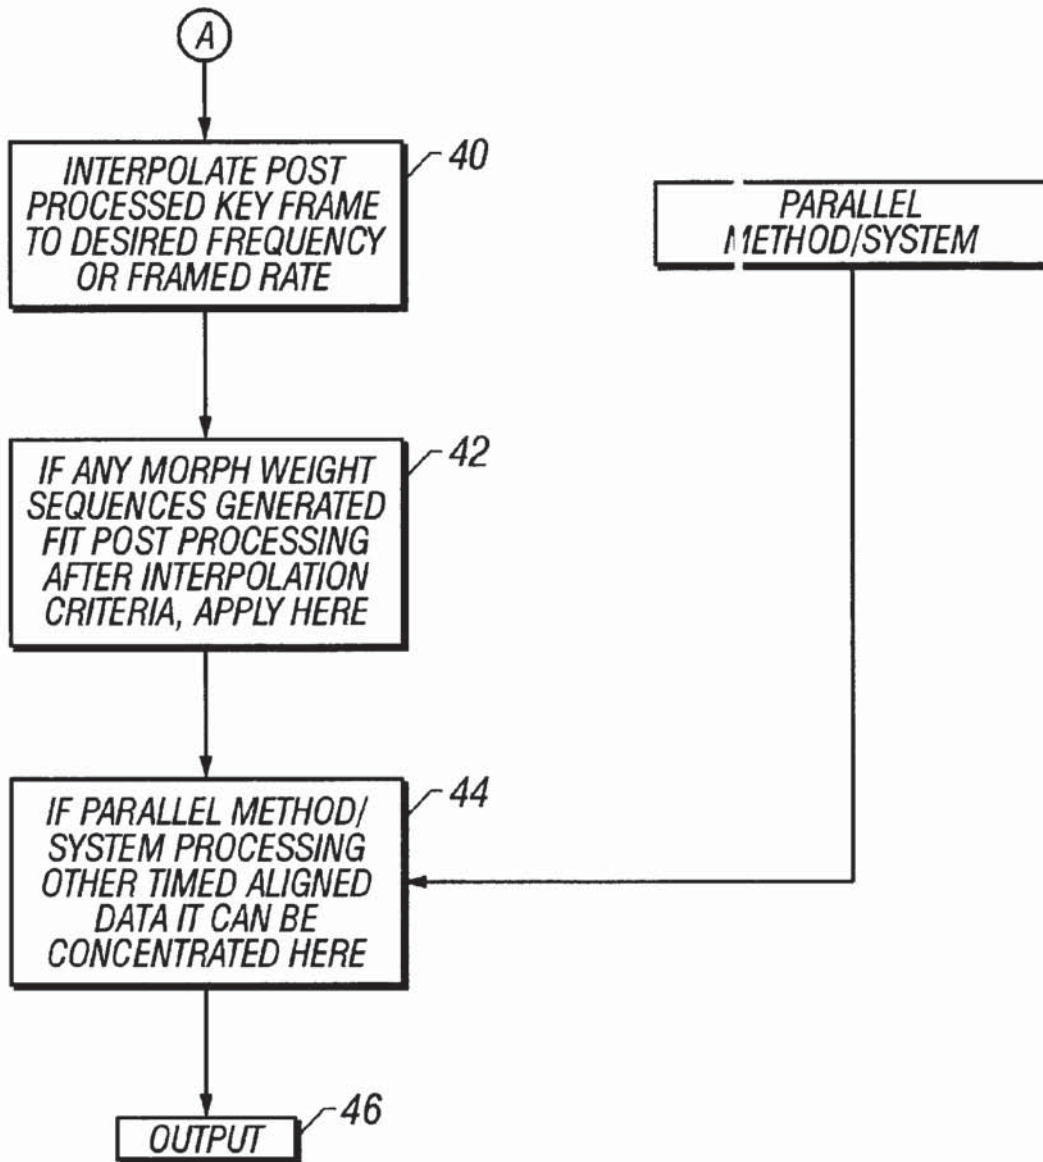 A
INTERPOLATE POST
PROCESSED KEY FRAME
TO DESIRED FREQUENCY
OR FRAMED RATE
40
PARALLEL
METHOD/SYSTEM
IF ANY MORPH WEIGHT
SEQUENCES GENERATED
FIT POST PROCESSING
AFTER INTERPOLATION
CRITERIA, APPLY HERE
42
IF PARALLEL METHOD/
SYSTEM PROCESSING
OTHER TIMED ALIGNED
DATA IT CAN BE
CONCENTRATED HERE
44
OUTPUT
46